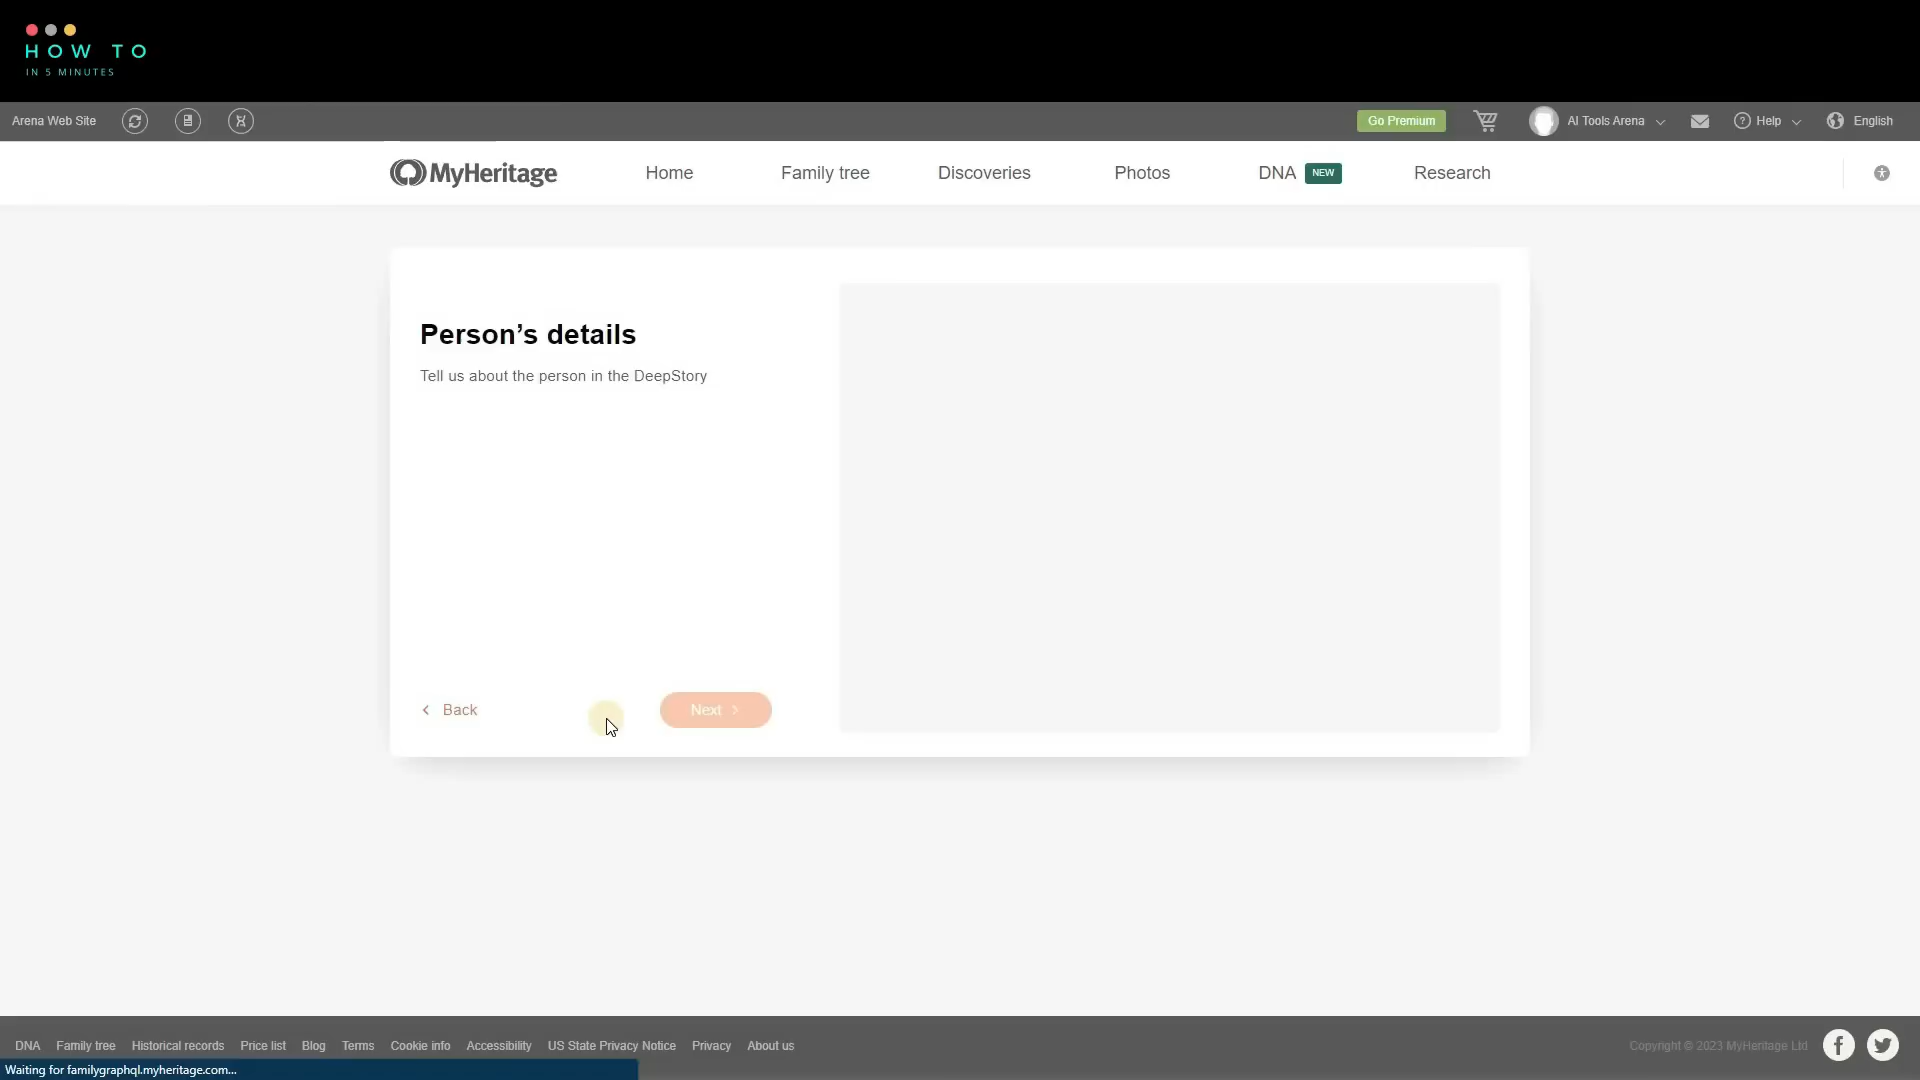 HOW TO
IN 5 MINUTES
Arena Web Site
Go Premium
AI Tools Arena
Help
English
MyHeritage
Home
Family tree
Discoveries
Photos
DNA NEW
Research
Person’s details
Tell us about the person in the DeepStory
Back
Next
DNA
Family tree
Historical records
Price list
Blog
Terms
Cookie info
Accessibility
US State Privacy Notice
Privacy
About us
Copyright © 2023 MyHeritage Ltd
Waiting for familygraphql.myheritage.com...